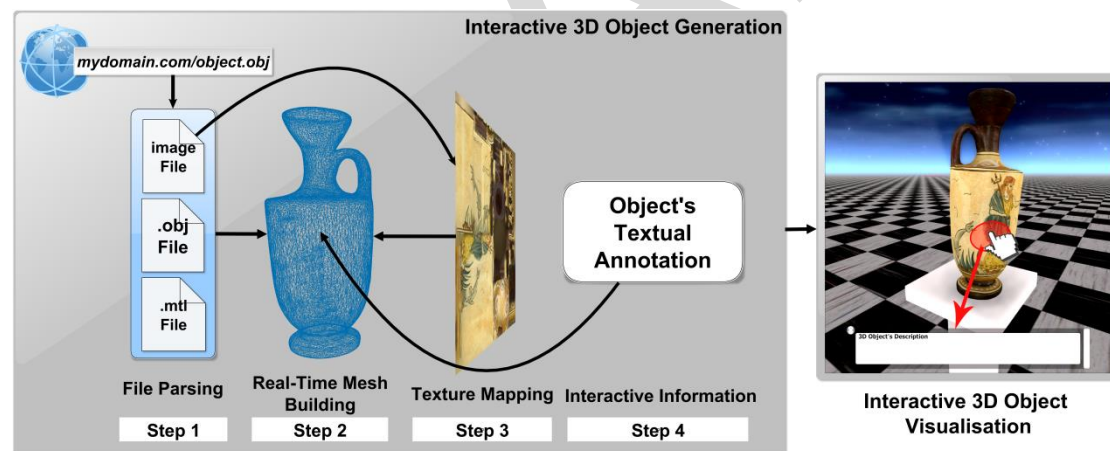 Interactive 3D Object Generation
mydomain.com/object.obj
image
File
.obj
File
.mtl
File
Object's
Textual
Annotation
File Parsing
Real-Time Mesh
Building
Texture Mapping
Interactive Information
Step 1
Step 2
Step 3
Step 4
3D Object's Description
Interactive 3D Object
Visualisation